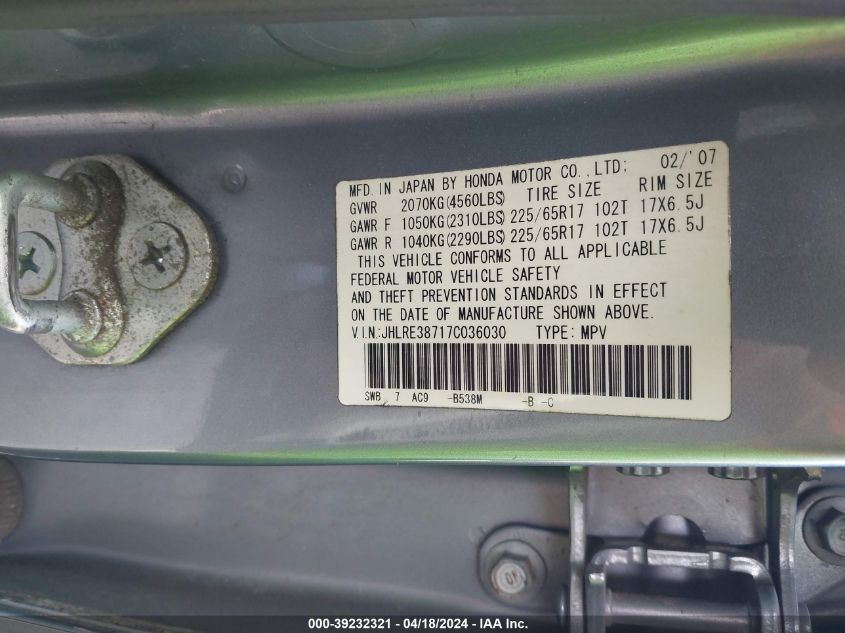 MFD. IN JAPAN BY HONDA MOTOR CO.,LTD; 02/'07
GVWR 2070KG(4560LBS) TIRE SIZE RIM SIZE
GAWR F 1050KG(2310LBS) 225/65R17 102T 17X6.5J
GAWR R 1040KG(2290LBS) 225/65R17 102T 17X6.5J
THIS VEHICLE CONFORMS TO ALL APPLICABLE
FEDERAL MOTOR VEHICLE SAFETY
AND THEFT PREVENTION STANDARDS IN EFFECT
ON THE DATE OF MANUFACTURE SHOWN ABOVE.
V.I.N:JHLRE38717C036030 TYPE: MPV
SWB 7 AC9 -B538M -B -C
000-39232321 / 04/18/2024 - IAA Inc.